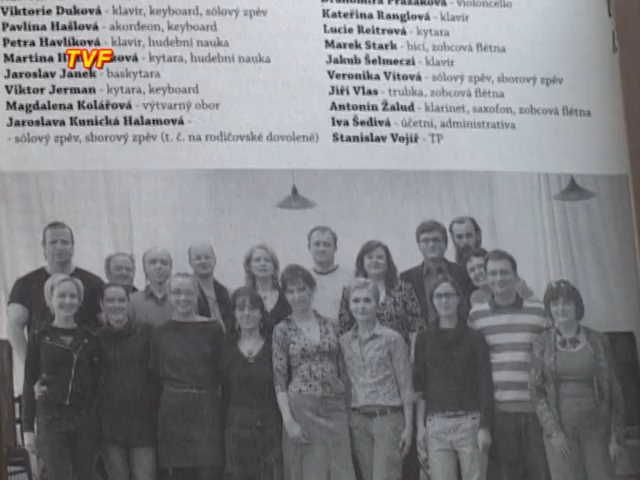 Viktorie Duková - klavír, keyboard, sólový zpěv
Pavlína Hašlová - akordeon, keyboard
Petra Havlíková - klavír, hudební nauka
Martina - kytara, hudební nauka
TVF
Jaroslav Janek - baskytara
Viktor Jerman - kytara, keyboard
Magdalena Kolářová - výtvarný obor
Jaroslava Kunická Halamová -
- sólový zpěv, sborový zpěv (t. č. na rodičovské dovolené)
Drahomíra Pražáková - violoncello
Kateřina Ranglová - klavír
Lucie Reitrová - kytara
Marek Stark - bicí, zobcová flétna
Jakub Šelmeczi - klavír
Veronika Vítová - sólový zpěv, sborový zpěv
Jiří Vlas - trubka, zobcová flétna
Antonín Žalud - klarinet, saxofon, zobcová flétna
Iva Šedivá - účetní, administrativa
Stanislav Vojíř - TP